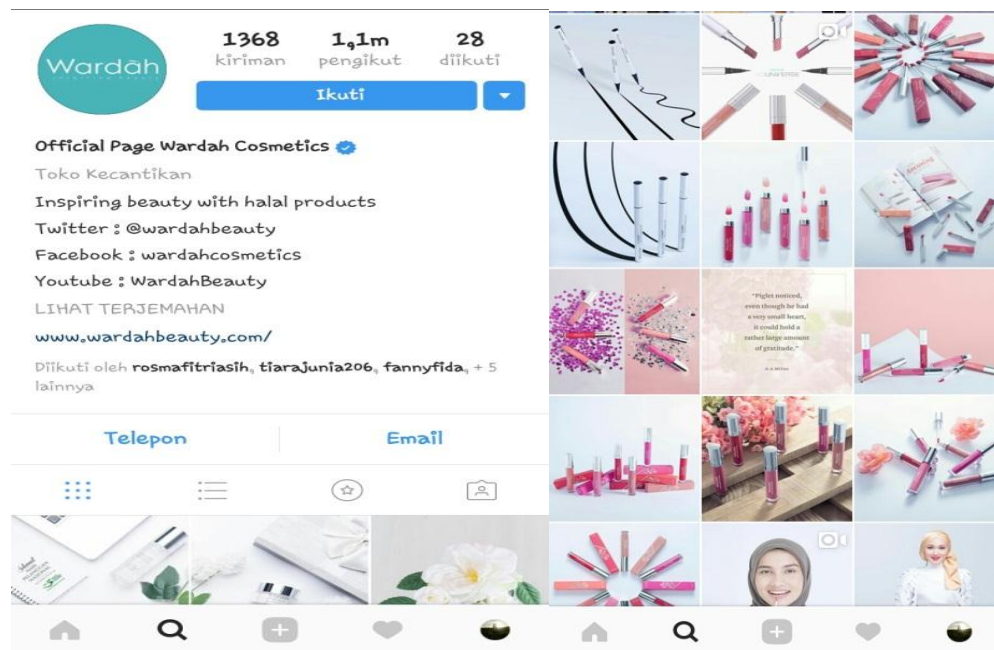 Wardah
1368
1,1m
28
kiriman
pengikut
diikuti
Ikuti
Official Page Wardah Cosmetics
Toko Kecantikan
Inspiring beauty with halal products
Twitter : @wardahbeauty
Facebook : wardahcosmetics
Youtube : WardahBeauty
LIHAT TERJEMAHAN
www.wardahbeauty.com/
Diikuti oleh rosmafitriasih, tiarajunia206, fannyfida, + 5
lainnya
Telepon
Email
"Piglet noticed,
even though he had
a very small heart,
it could hold a
rather large amount
of gratitude."